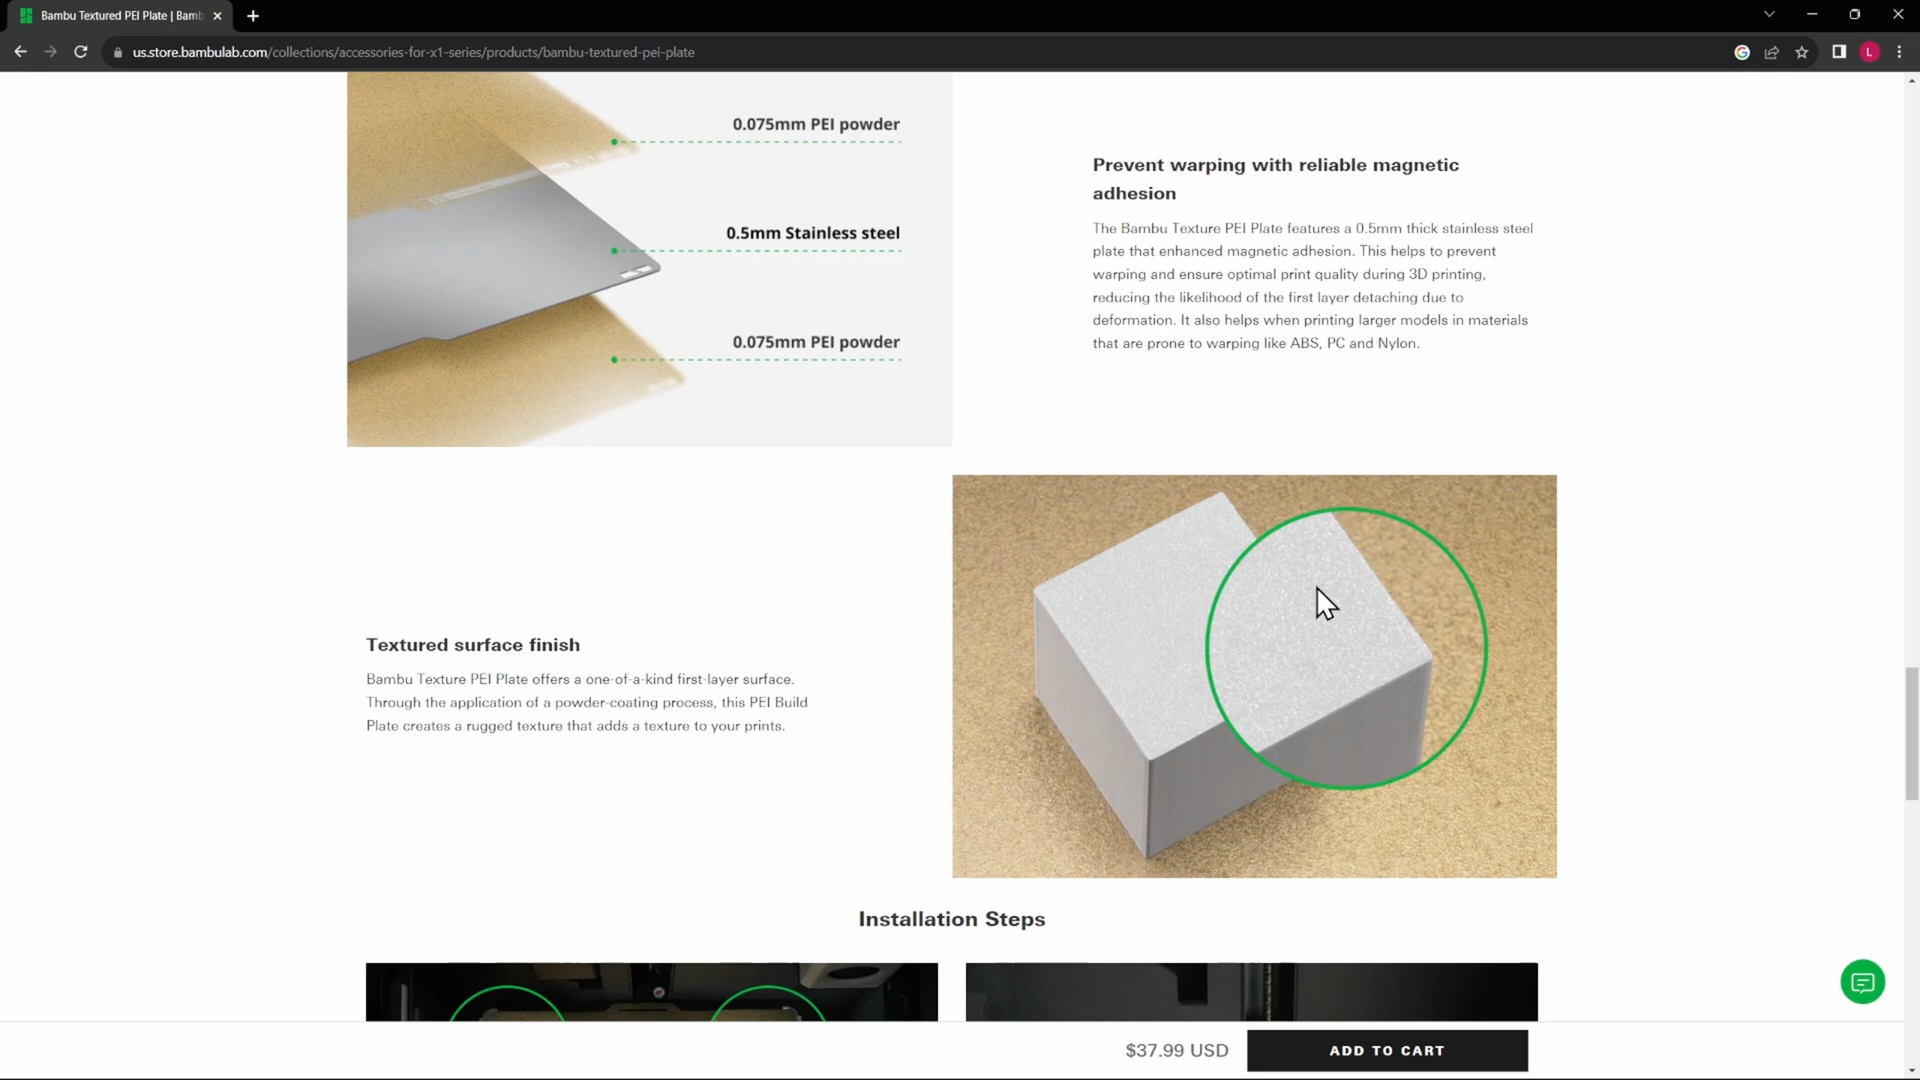 Bambu Textured PEI Plate | Bamb
us.store.bambulab.com/collections/accessories-for-x1-series/products/bambu-textured-pei-plate
L
0.075mm PEI powder
0.5mm Stainless steel
0.075mm PEI powder
Prevent warping with reliable magnetic
adhesion
The Bambu Texture PEI Plate features a 0.5mm thick stainless steel
plate that enhanced magnetic adhesion. This helps to prevent
warping and ensure optimal print quality during 3D printing,
reducing the likelihood of the first layer detaching due to
deformation. It also helps when printing larger models in materials
that are prone to warping like ABS, PC and Nylon.
Textured surface finish
Bambu Texture PEI Plate offers a one-of-a-kind first-layer surface.
Through the application of a powder-coating process, this PEI Build
Plate creates a rugged texture that adds a texture to your prints.
Installation Steps
$37.99 USD
ADD TO CART